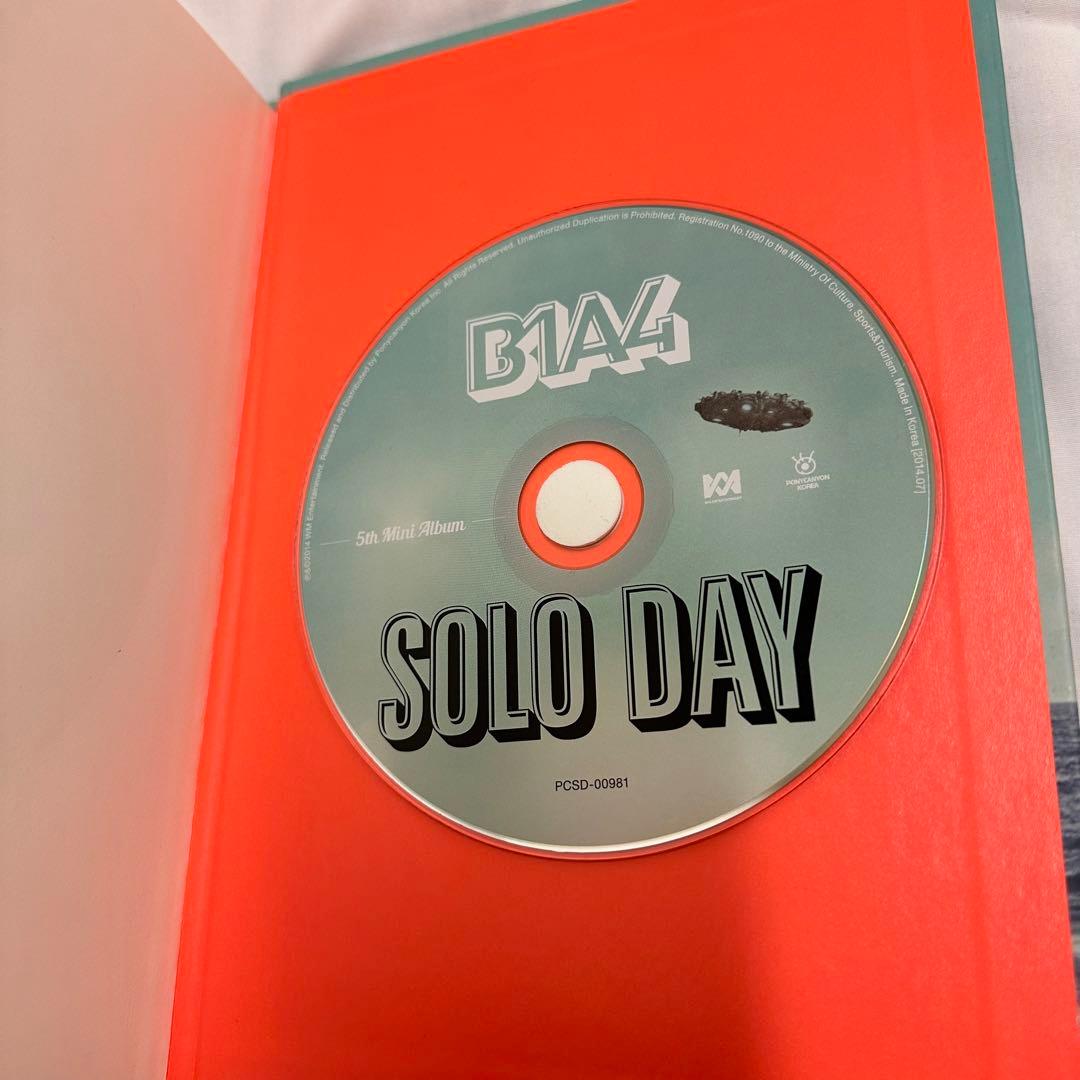 ℗&©2014 WM Entertainment. Released and Distributed by Ponycanyon Korea Inc. All Rights Reserved. Unauthorized Duplication is Prohibited. Registration No.1090 to the Ministry Of Culture, Sports&Tourism. Made In Korea [2014.07]
B1A4
PONYCANYON
KOREA
5th Mini Album
SOLO DAY
PCSD-00981